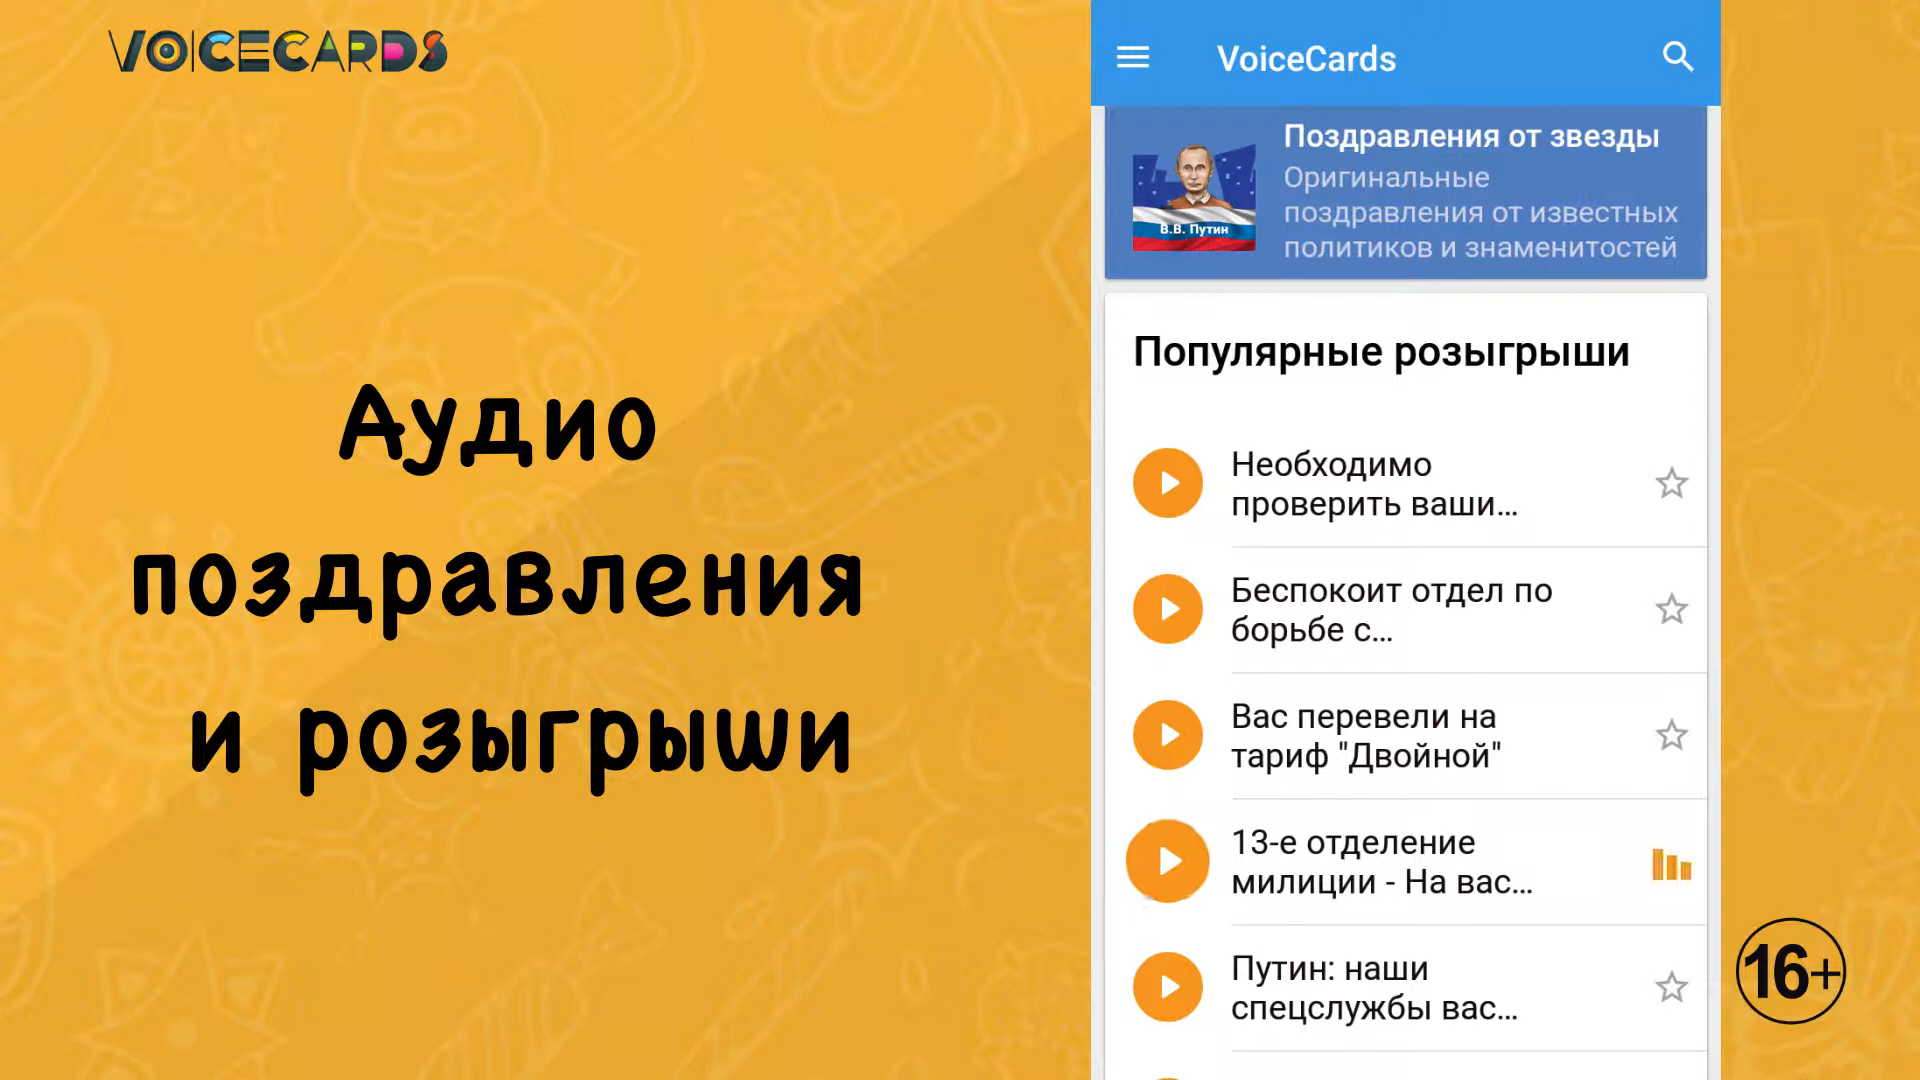 VOICECARDS
Аудио
поздравления
и розыгрыши
VoiceCards
Поздравления от звезды
Оригинальные
поздравления от известных
политиков и знаменитостей
В.В. Путин
Популярные розыгрыши
Необходимо
проверить ваши...
Беспокоит отдел по
борьбе с...
Вас перевели на
тариф "Двойной"
13-е отделение
милиции - На вас...
Путин: наши
спецслужбы вас...
16+